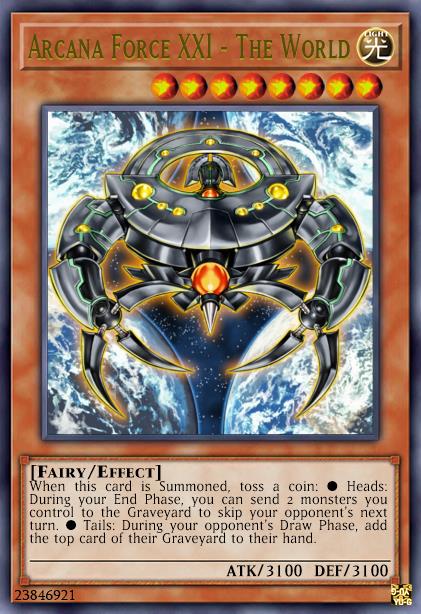 ARCANA FORCE XXI - THE WORLD
LIGHT
光
[FAIRY/EFFECT]
When this card is Summoned, toss a coin: ● Heads:
During your End Phase, you can send 2 monsters you
control to the Graveyard to skip your opponent's next
turn. ● Tails: During your opponent's Draw Phase, add
the top card of their Graveyard to their hand.
ATK/3100 DEF/3100
23846921